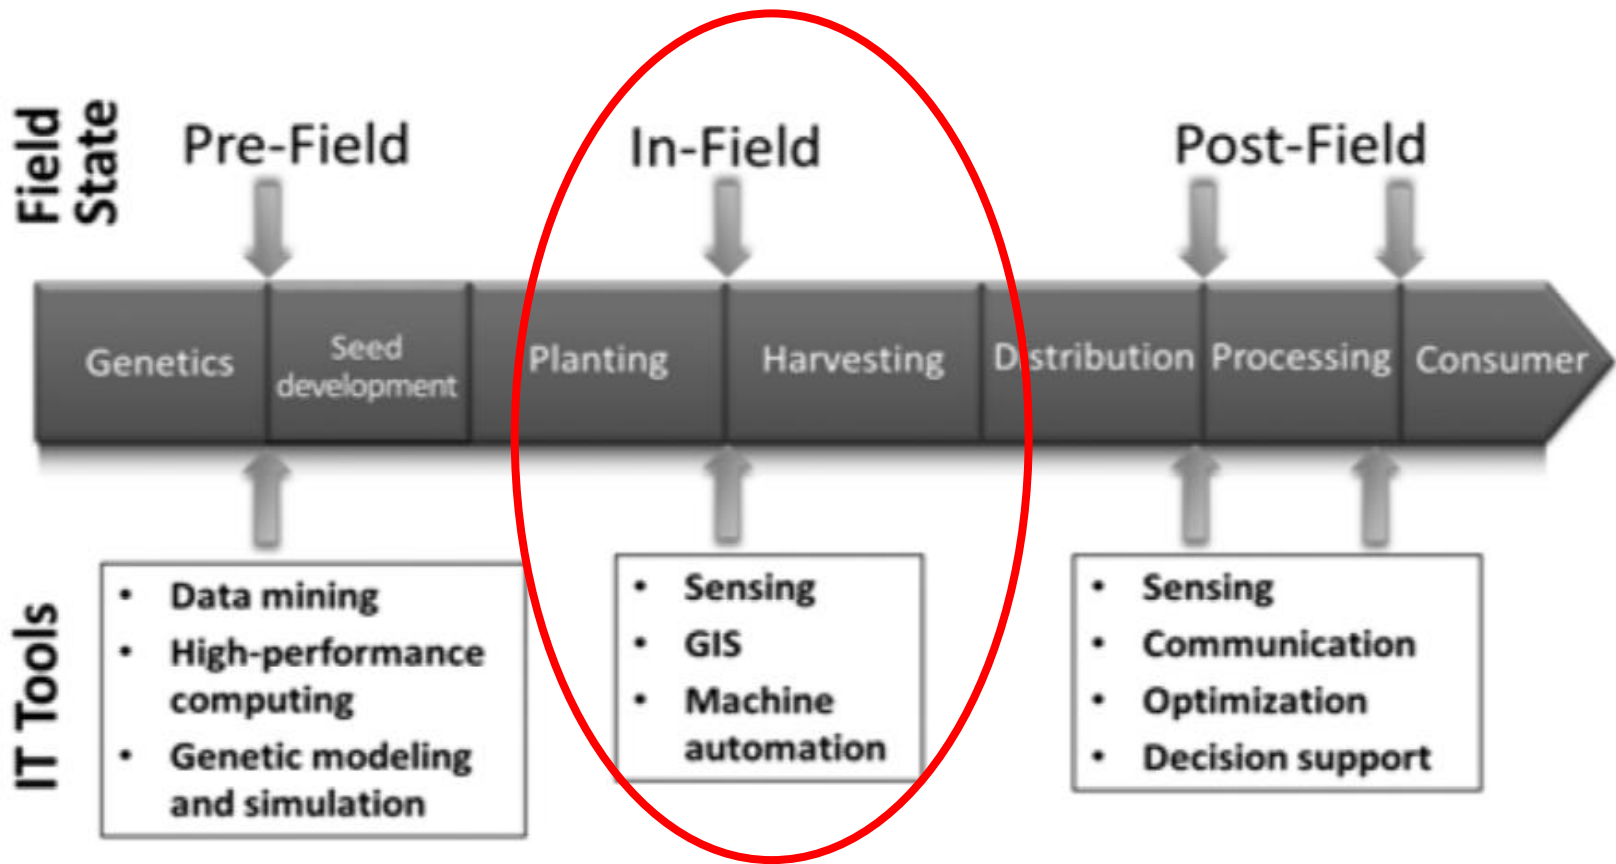 Field
State
Pre-Field
In-Field
Post-Field
Genetics
Seed
development
Planting
Harvesting
Distribution
Processing
Consumer
IT Tools
• Data mining
• High-performance
computing
• Genetic modeling
and simulation
• Sensing
• GIS
• Machine
automation
• Sensing
• Communication
• Optimization
• Decision support